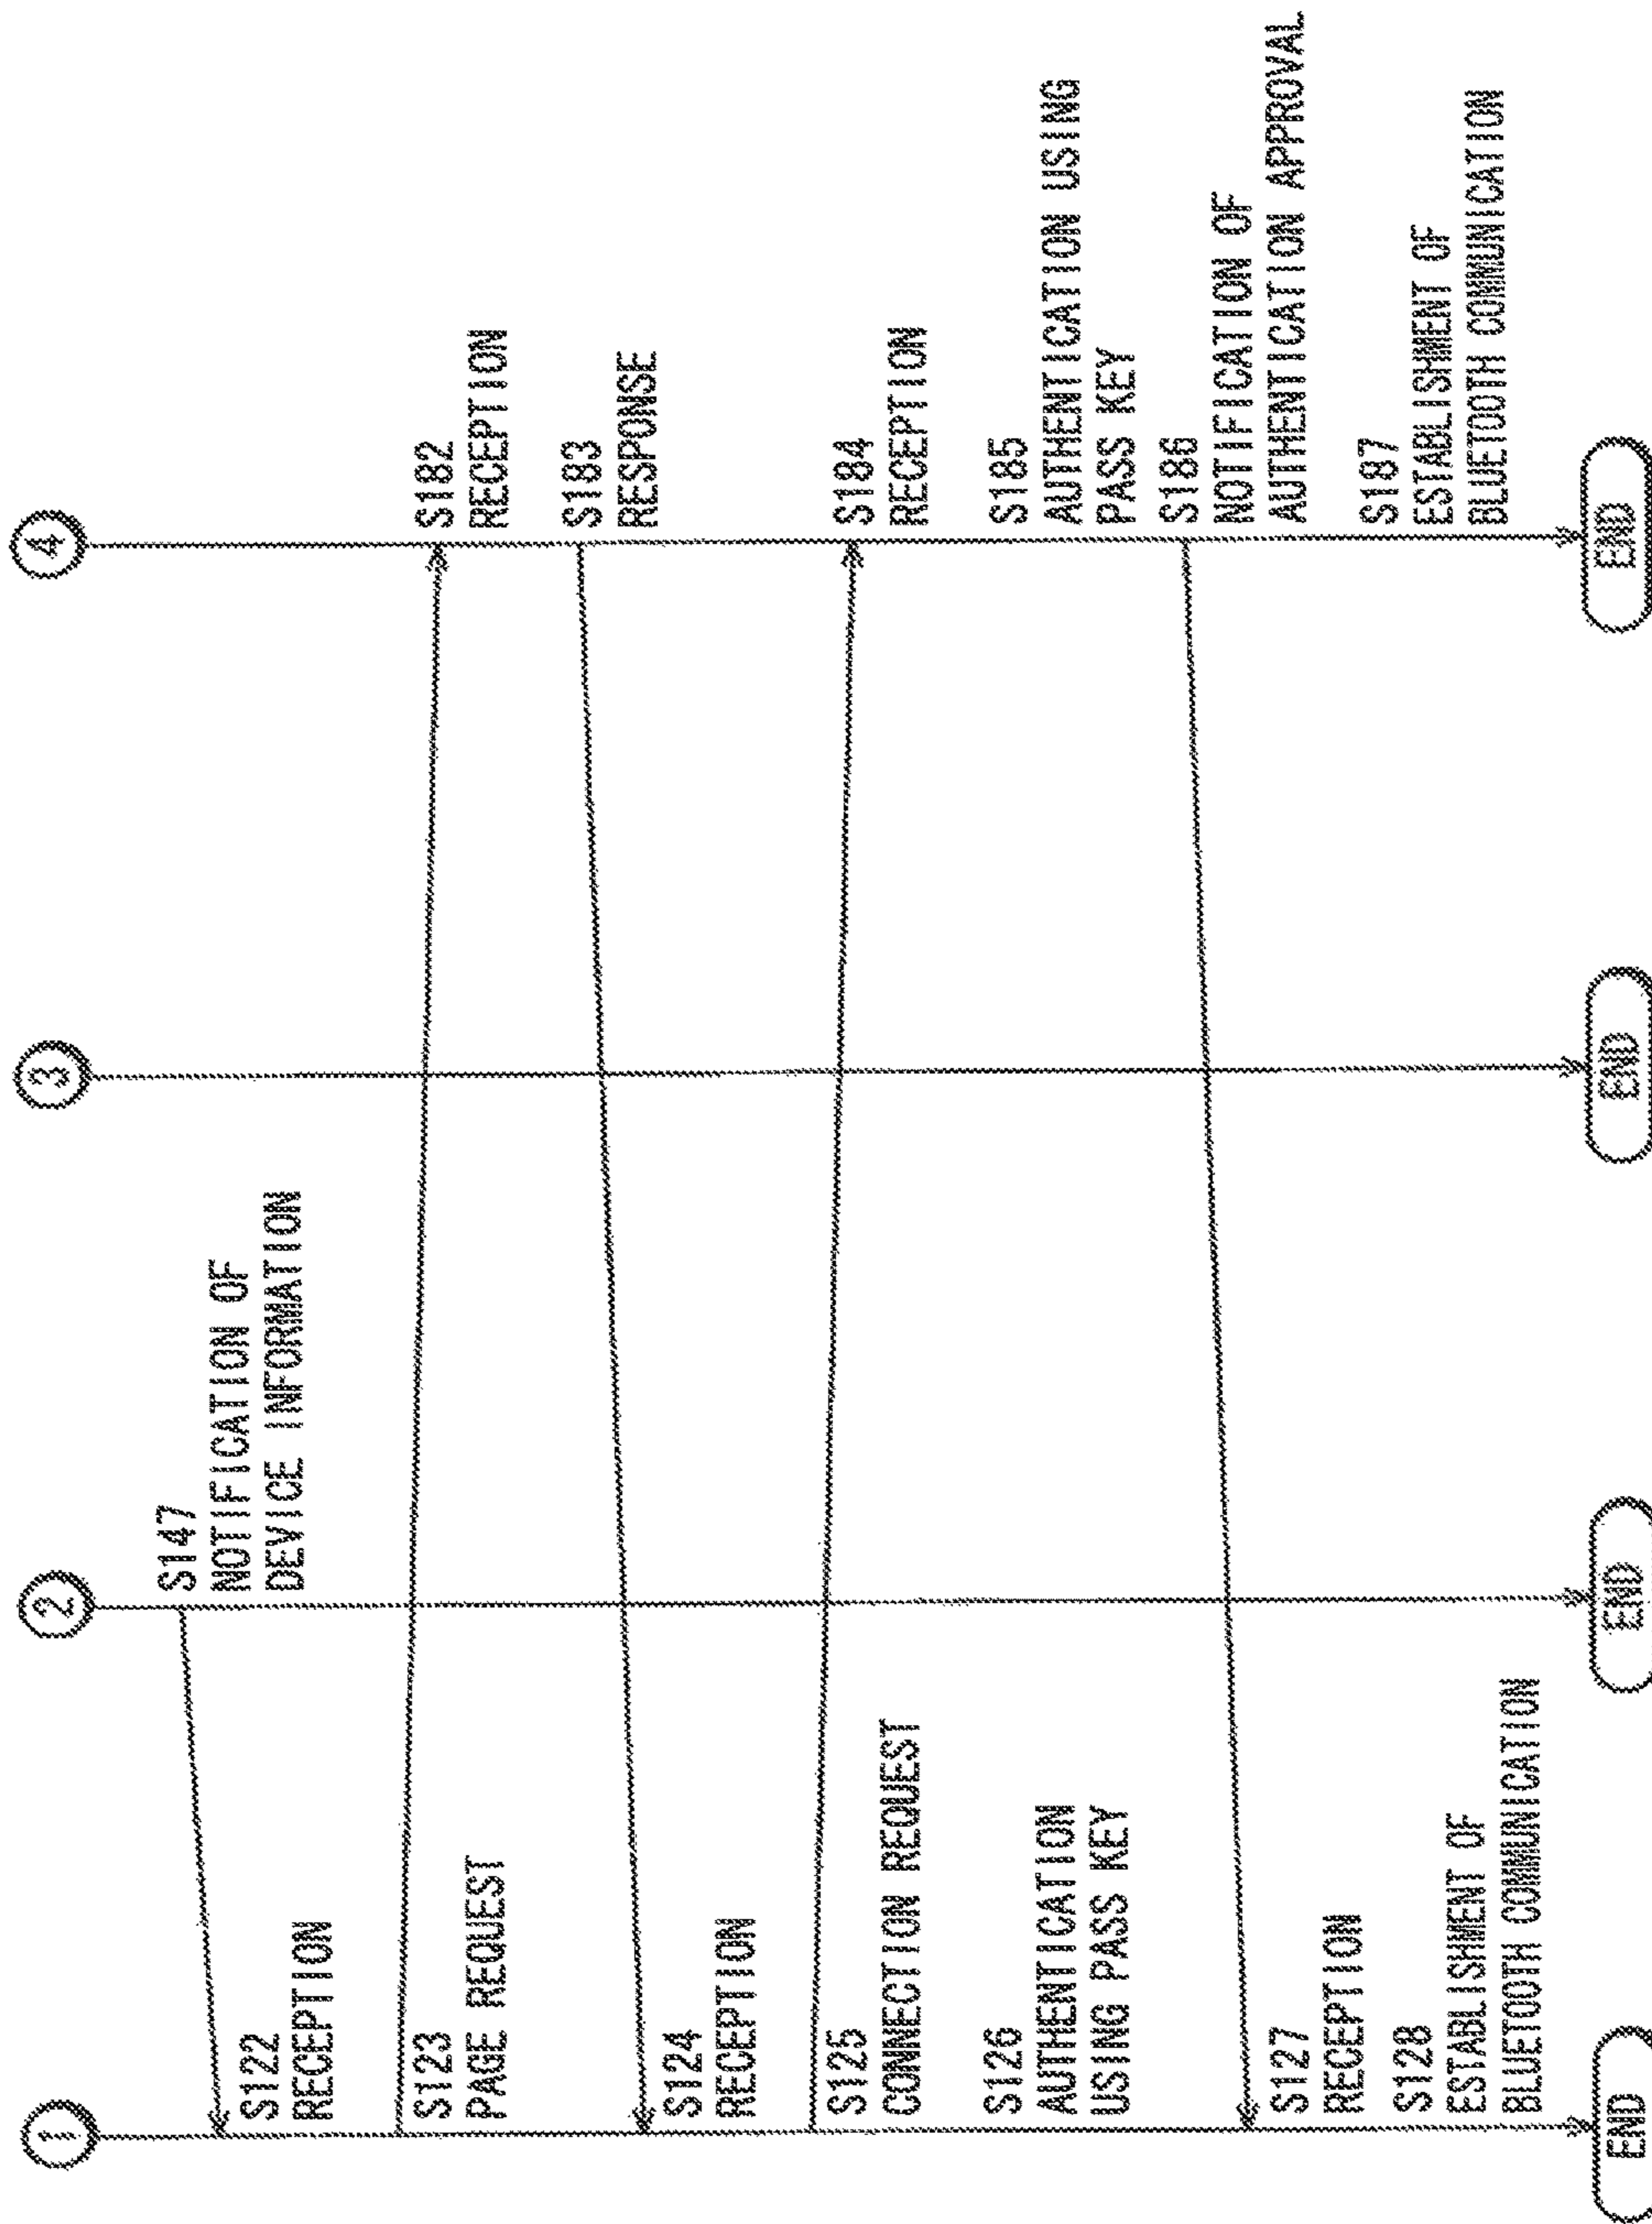 1
2
3
4
S147
NOTIFICATION OF
DEVICE INFORMATION
S122
RECEPTION
S123
PAGE REQUEST
S182
RECEPTION
S183
RESPONSE
S124
RECEPTION
S125
CONNECTION REQUEST
S184
RECEPTION
S126
AUTHENTICATION
USING PASS KEY
S185
AUTHENTICATION USING
PASS KEY
S186
NOTIFICATION OF
AUTHENTICATION APPROVAL
S127
RECEPTION
S128
ESTABLISHMENT OF
BLUETOOTH COMMUNICATION
S187
ESTABLISHMENT OF
BLUETOOTH COMMUNICATION
END
END
END
END